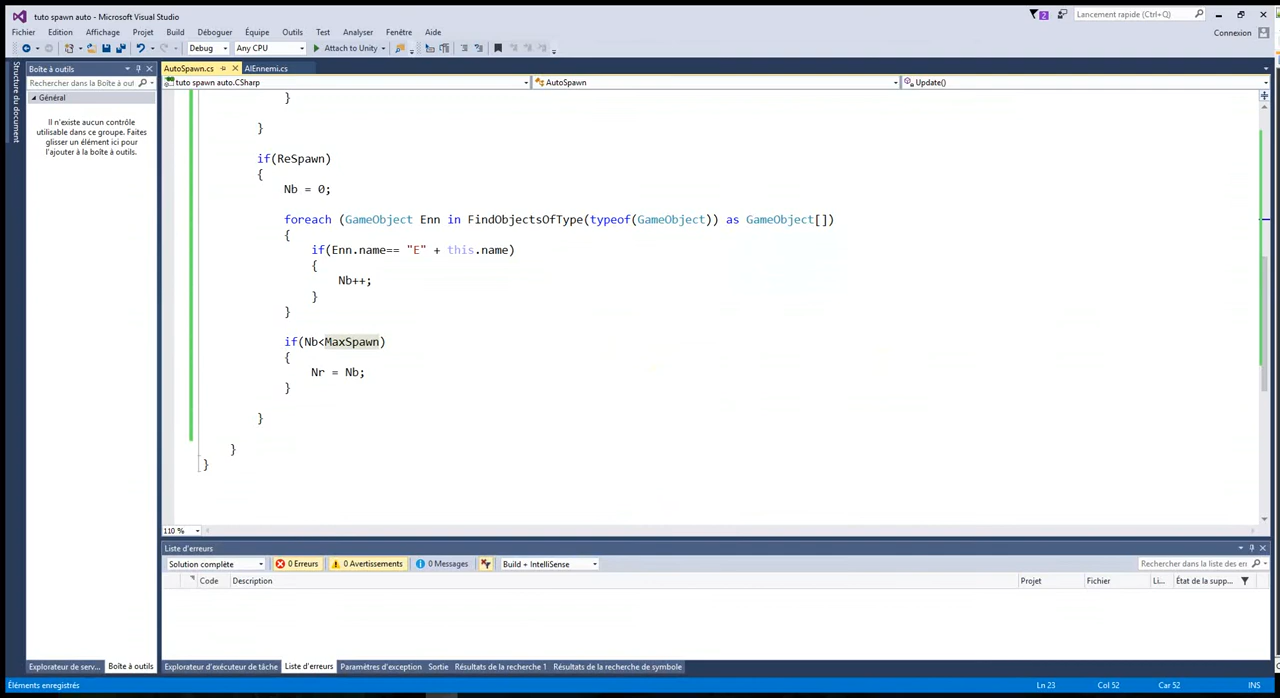 tuto spawn auto - Microsoft Visual Studio
2
Lancement rapide (Ctrl+Q)
Fichier Edition Affichage Projet Build Déboguer Équipe Outils Test Analyser Fenêtre Aide
Connexion
Debug Any CPU Attach to Unity
Structure du document
Boîte à outils
Rechercher dans la Boîte à out
Général
Il n'existe aucun contrôle
utilisable dans ce groupe. Faites
glisser un élément ici pour
l'ajouter à la boîte à outils.
AutoSpawn.cs AIEnnemi.cs
tuto spawn auto.CSharp AutoSpawn Update()
}
}
if(ReSpawn)
{
Nb = 0;
foreach (GameObject Enn in FindObjectsOfType(typeof(GameObject)) as GameObject[])
{
if(Enn.name== "E" + this.name)
{
Nb++;
}
}
if(Nb<MaxSpawn)
{
Nr = Nb;
}
}
}
}
110 %
Liste d'erreurs
Solution complète 0 Erreurs 0 Avertissements 0 Messages Build + IntelliSense Rechercher dans la liste des err
Code Description Projet Fichier Li... État de la supp...
Explorateur de serv... Boîte à outils Explorateur d'exécuteur de tâche Liste d'erreurs Paramètres d'exception Sortie Résultats de la recherche 1 Résultats de la recherche de symbole
Éléments enregistrés Ln 23 Col 52 Car 52 INS